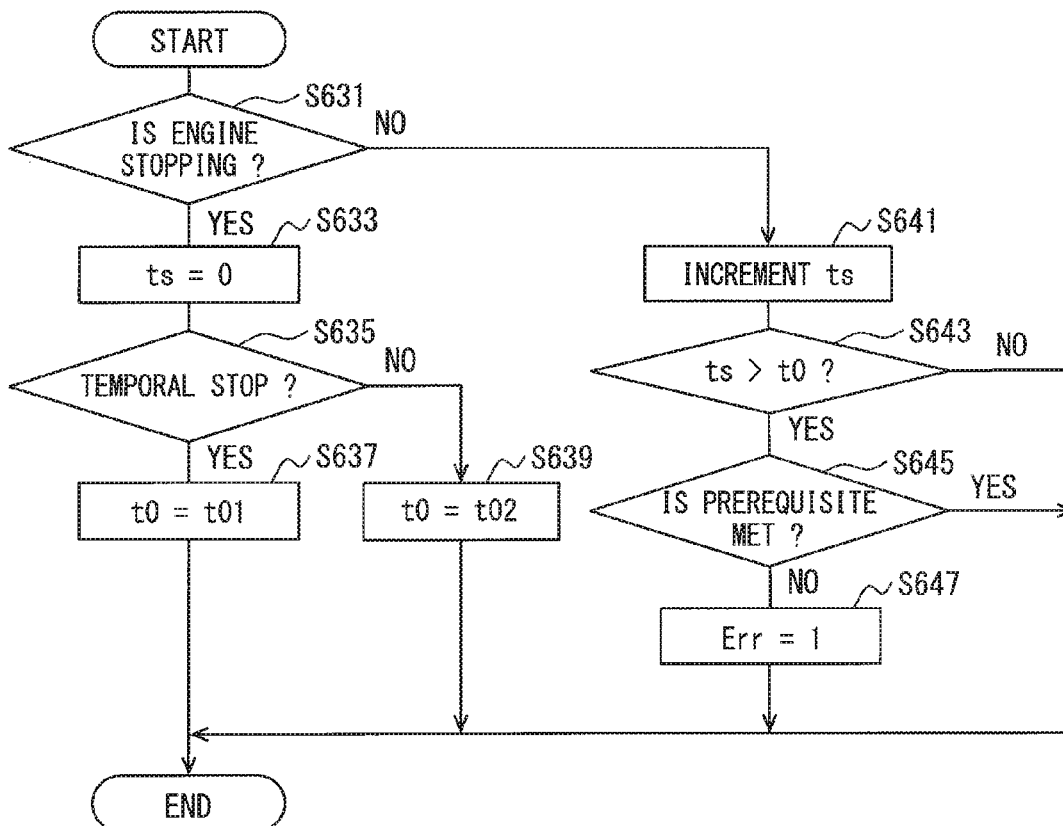 START
S631
IS ENGINE
STOPPING ?
NO
YES
S633
ts = 0
S635
TEMPORAL STOP ?
NO
YES
S637
t0 = t01
S639
t0 = t02
S641
INCREMENT ts
S643
ts > t0 ?
NO
YES
S645
IS PREREQUISITE
MET ?
YES
NO
S647
Err = 1
END